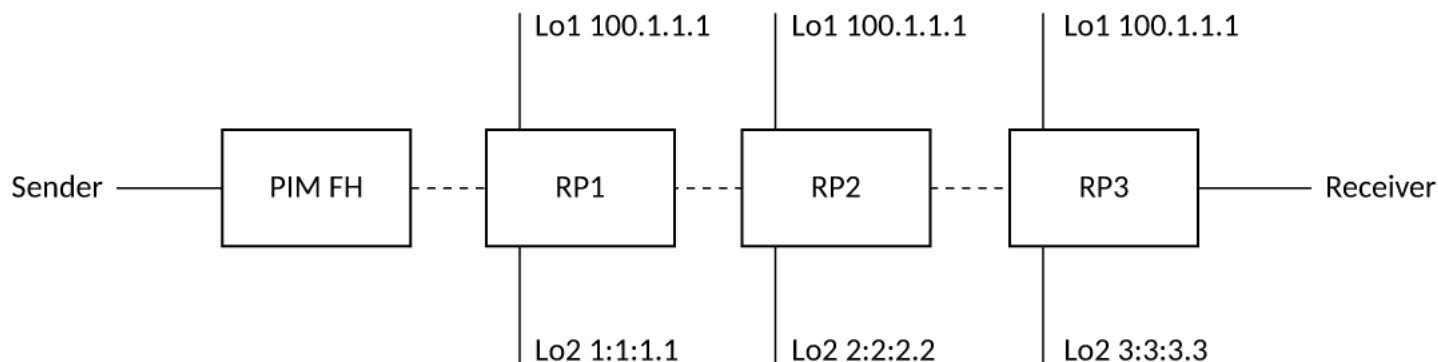 Lo1 100.1.1.1 Lo1 100.1.1.1 Lo1 100.1.1.1
Sender PIM FH RP1 RP2 RP3 Receiver
Lo2 1:1:1.1 Lo2 2:2:2.2 Lo2 3:3:3.3